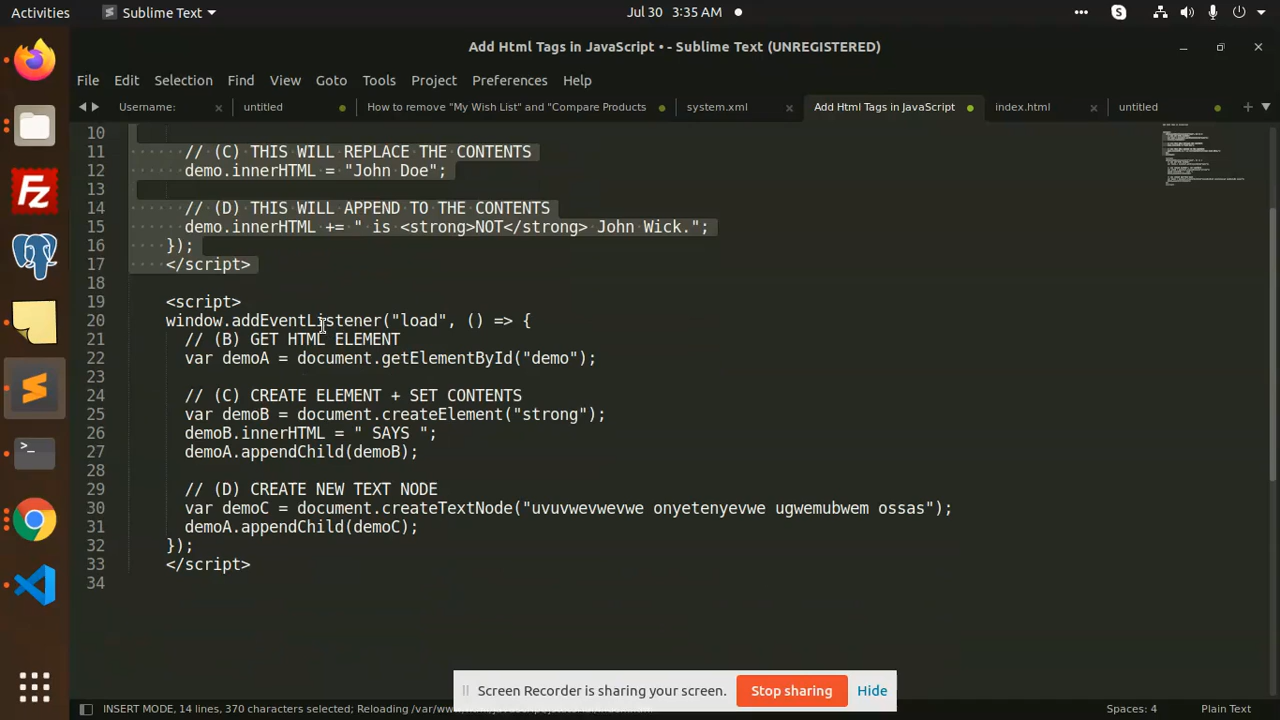 Activities
Sublime Text
Jul 30 3:35 AM
Add Html Tags in JavaScript • - Sublime Text (UNREGISTERED)
File Edit Selection Find View Goto Tools Project Preferences Help
Username: untitled How to remove "My Wish List" and "Compare Products system.xml Add Html Tags in JavaScript index.html untitled
10
11 // (C) THIS WILL REPLACE THE CONTENTS
12 demo.innerHTML = "John Doe";
13
14 // (D) THIS WILL APPEND TO THE CONTENTS
15 demo.innerHTML += " is <strong>NOT</strong> John Wick.";
16 });
17 </script>
18
19 <script>
20 window.addEventListener("load", () => {
21 // (B) GET HTML ELEMENT
22 var demoA = document.getElementById("demo");
23
24 // (C) CREATE ELEMENT + SET CONTENTS
25 var demoB = document.createElement("strong");
26 demoB.innerHTML = " SAYS ";
27 demoA.appendChild(demoB);
28
29 // (D) CREATE NEW TEXT NODE
30 var demoC = document.createTextNode("uvuvwevwevwe onyetenyevwe ugwemubwem ossas");
31 demoA.appendChild(demoC);
32 });
33 </script>
34
Screen Recorder is sharing your screen. Stop sharing Hide
INSERT MODE, 14 lines, 370 characters selected; Reloading
Spaces: 4 Plain Text